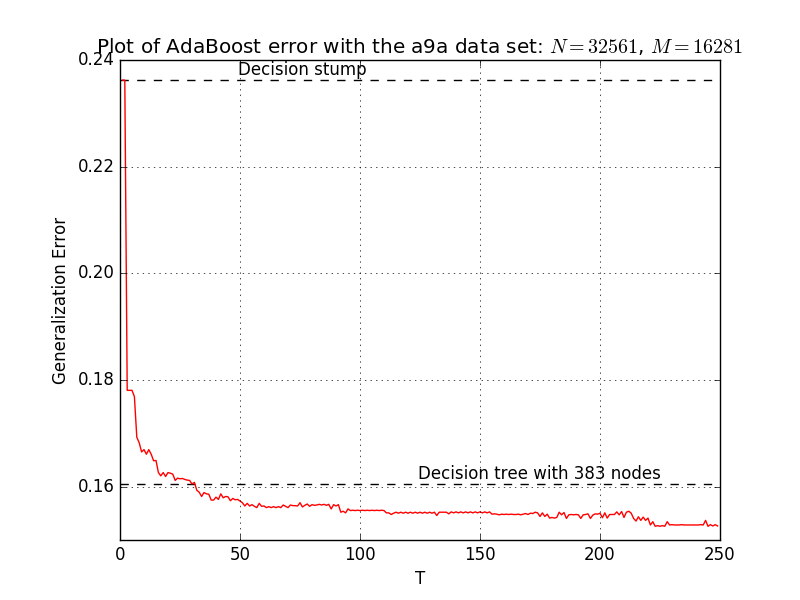 Plot of AdaBoost error with the a9a data set: N = 32561, M = 16281
0.24
Decision stump
0.22
0.20
0.18
0.16
Generalization Error
Decision tree with 383 nodes
0 50 100 150 200 250
T